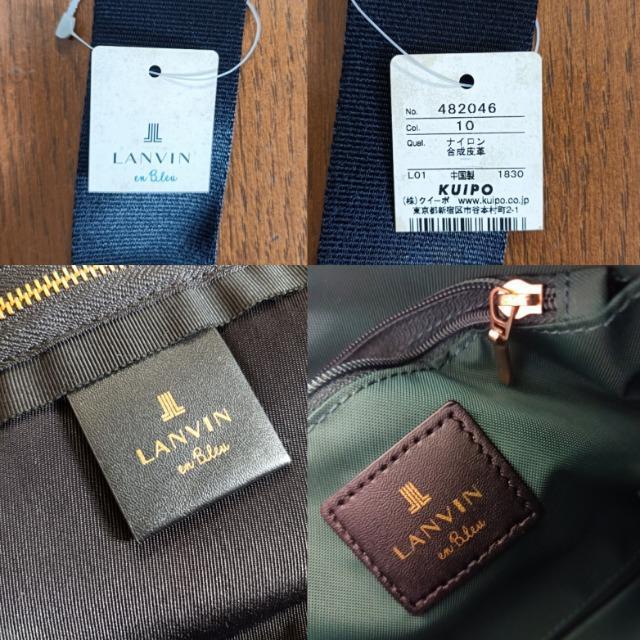 LANVIN
en Bleu
No. 482046
Col. 10
Qual. ナイロン
合成皮革
L01 中国製 1830
KUIPO
(株)クイーポ www.kuipo.co.jp
東京都新宿区市谷本村町2-1
LANVIN
en Bleu
LANVIN
en Bleu